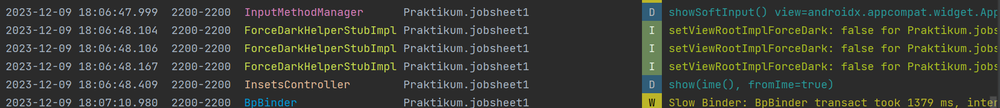 2023-12-09 18:06:47.999 2200-2200 InputMethodManager Praktikum.jobsheet1 D showSoftInput() view=androidx.appcompat.widget.App
2023-12-09 18:06:48.104 2200-2200 ForceDarkHelperStubImpl Praktikum.jobsheet1 I setViewRootImplForceDark: false for Praktikum.jobs
2023-12-09 18:06:48.106 2200-2200 ForceDarkHelperStubImpl Praktikum.jobsheet1 I setViewRootImplForceDark: false for Praktikum.jobs
2023-12-09 18:06:48.167 2200-2200 ForceDarkHelperStubImpl Praktikum.jobsheet1 I setViewRootImplForceDark: false for Praktikum.jobs
2023-12-09 18:06:48.409 2200-2200 InsetsController Praktikum.jobsheet1 D show(ime(), fromIme=true)
2023-12-09 18:07:10.980 2200-2200 BpBinder Praktikum.jobsheet1 W Slow Binder: BpBinder transact took 1379 ms, inter